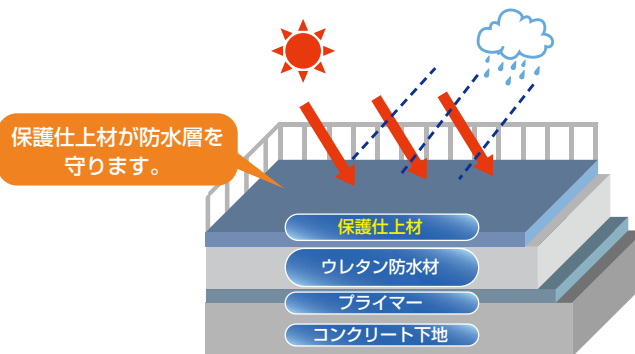 保護仕上材が防水層を
守ります。
保護仕上材
ウレタン防水材
プライマー
コンクリート下地